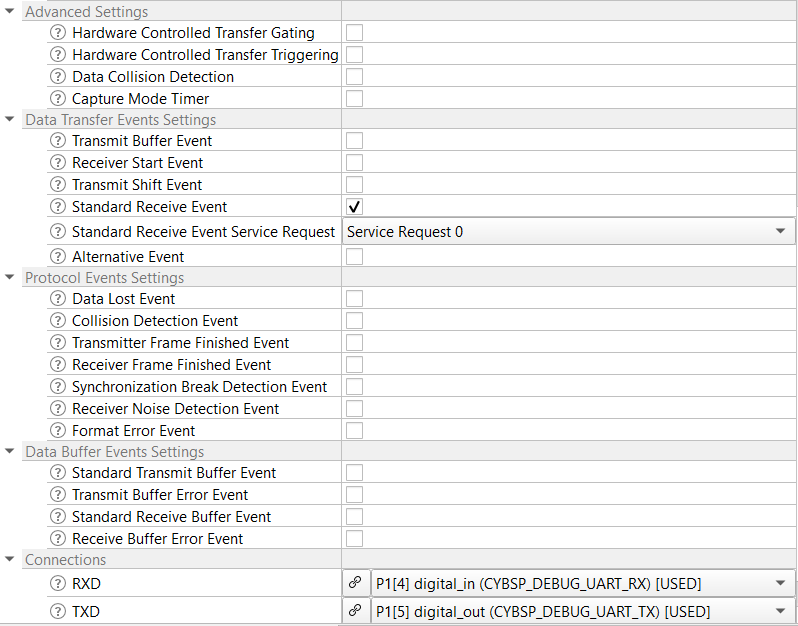 Advanced Settings
? Hardware Controlled Transfer Gating
? Hardware Controlled Transfer Triggering
? Data Collision Detection
? Capture Mode Timer
Data Transfer Events Settings
? Transmit Buffer Event
? Receiver Start Event
? Transmit Shift Event
? Standard Receive Event
? Standard Receive Event Service Request Service Request 0
? Alternative Event
Protocol Events Settings
? Data Lost Event
? Collision Detection Event
? Transmitter Frame Finished Event
? Receiver Frame Finished Event
? Synchronization Break Detection Event
? Receiver Noise Detection Event
? Format Error Event
Data Buffer Events Settings
? Standard Transmit Buffer Event
? Transmit Buffer Error Event
? Standard Receive Buffer Event
? Receive Buffer Error Event
Connections
? RXD P1[4] digital_in (CYBSP_DEBUG_UART_RX) [USED]
? TXD P1[5] digital_out (CYBSP_DEBUG_UART_TX) [USED]